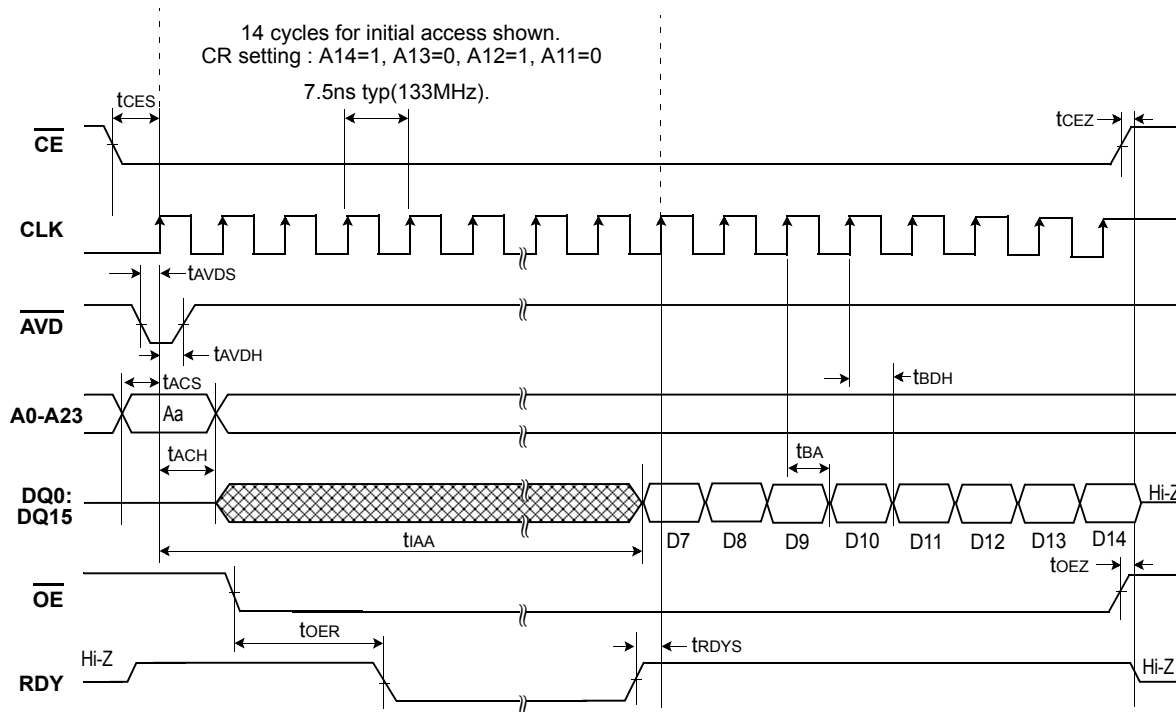 14 cycles for initial access shown.
CR setting : A14=1, A13=0, A12=1, A11=0
7.5ns typ(133MHz).
tCES
tCEZ
CE
CLK
tAVDS
AVD
tAVDH
tBDH
tACS
A0-A23
Aa
tACH
tBA
DQ0:
DQ15
Hi-Z
tIAA
D7 D8 D9 D10 D11 D12 D13 D14
tOEZ
OE
tOER
tRDYS
Hi-Z
RDY
Hi-Z